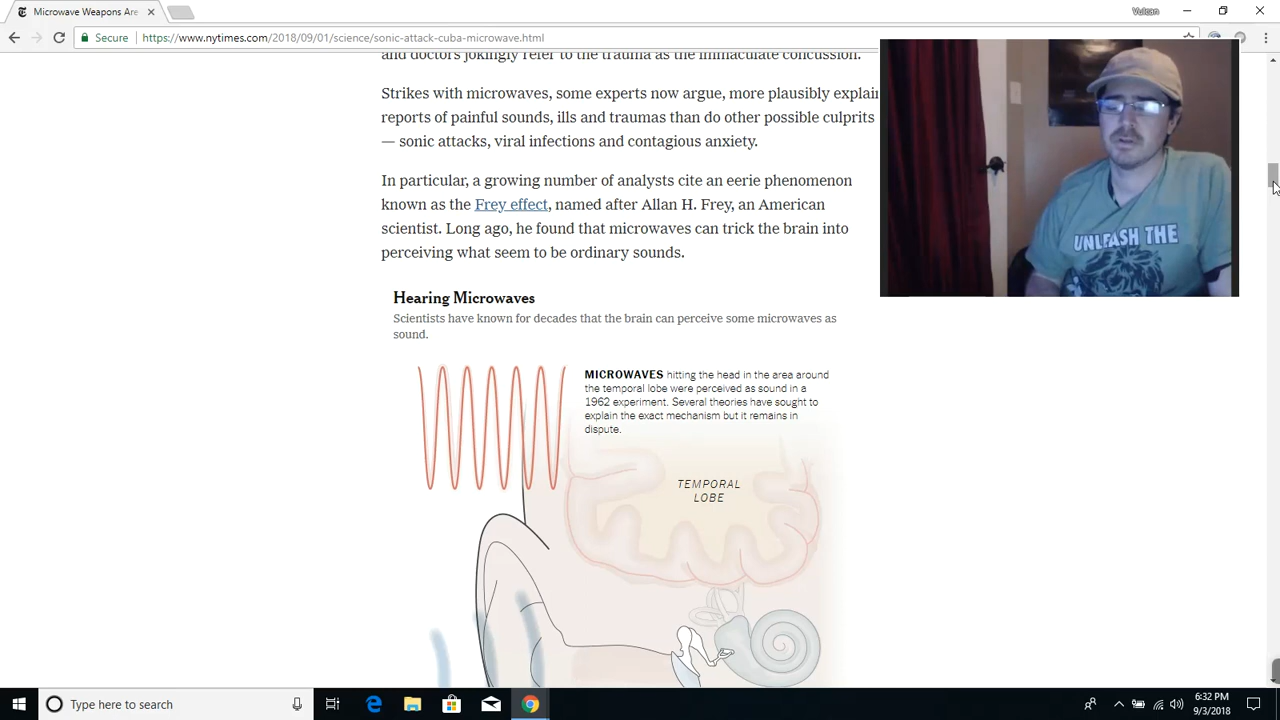 Microwave Weapons Are
Vulcan
Secure
https://www.nytimes.com/2018/09/01/science/sonic-attack-cuba-microwave.html
and doctors jokingly refer to the trauma as the immaculate concussion.
Strikes with microwaves, some experts now argue, more plausibly explain
reports of painful sounds, ills and traumas than do other possible culprits
— sonic attacks, viral infections and contagious anxiety.
In particular, a growing number of analysts cite an eerie phenomenon
known as the Frey effect, named after Allan H. Frey, an American
scientist. Long ago, he found that microwaves can trick the brain into
perceiving what seem to be ordinary sounds.
UNLEASH THE
Hearing Microwaves
Scientists have known for decades that the brain can perceive some microwaves as
sound.
MICROWAVES hitting the head in the area around
the temporal lobe were perceived as sound in a
1962 experiment. Several theories have sought to
explain the exact mechanism but it remains in
dispute.
TEMPORAL
LOBE
Type here to search
6:32 PM
9/3/2018